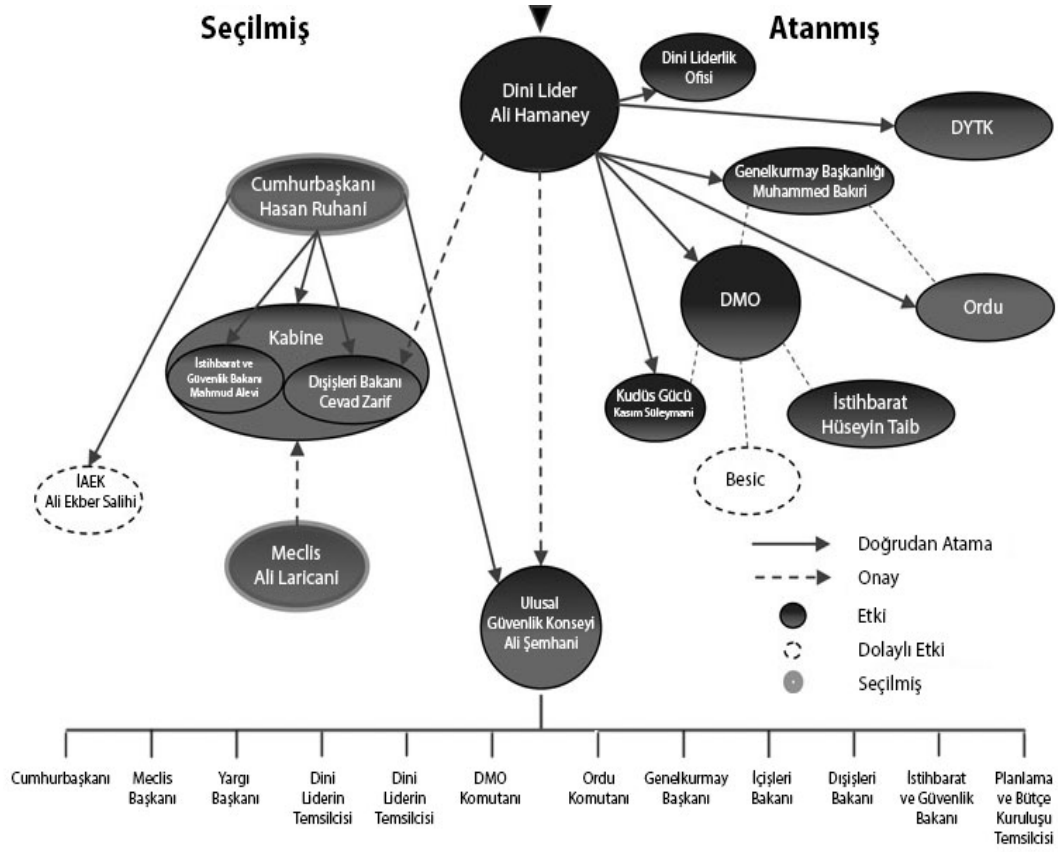 Seçilmiş
Atanmış
Dini Lider
Ali Hamaney
Dini Liderlik
Ofisi
DYTK
Cumhurbaşkanı
Hasan Ruhani
Genelkurmay Başkanlığı
Muhammed Bakıri
DMO
Ordu
Kabine
İstihbarat ve
Güvenlik Bakanı
Mahmud Alevi
Dışişleri Bakanı
Cevad Zarif
Kudüs Gücü
Kasım Süleymani
İstihbarat
Hüseyin Taib
Besic
İAEK
Ali Ekber Salihi
Meclis
Ali Laricani
Ulusal
Güvenlik Konseyi
Ali Şemhani
Doğrudan Atama
Onay
Etki
Dolaylı Etki
Seçilmiş
Cumhurbaşkanı
Meclis
Başkanı
Yargı
Başkanı
Dini
Liderin
Temsilcisi
Dini
Liderin
Temsilcisi
DMO
Komutanı
Ordu
Komutanı
Genelkurmay
Başkanı
İçişleri
Bakanı
Dışişleri
Bakanı
İstihbarat
ve Güvenlik
Bakanı
Planlama
ve Bütçe
Kuruluşu
Temsilcisi